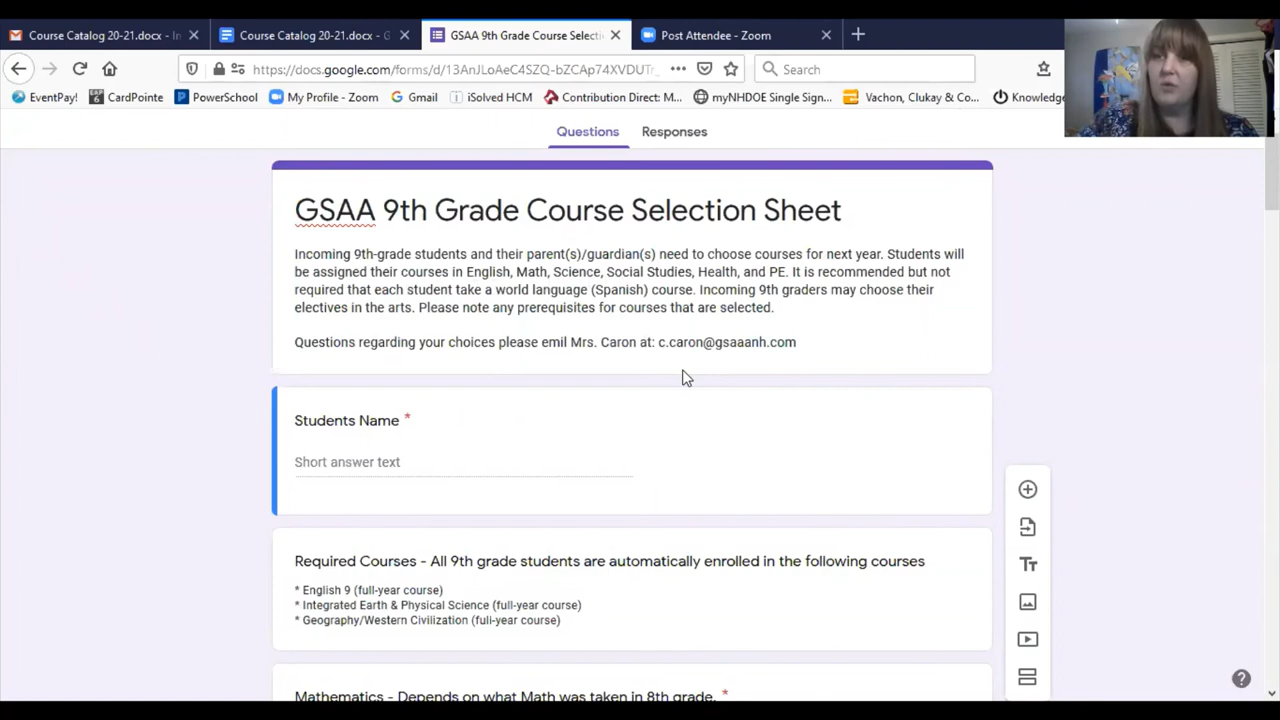 Course Catalog 20-21.docx - In
Course Catalog 20-21.docx - G
GSAA 9th Grade Course Selecti
Post Attendee - Zoom
https://docs.google.com/forms/d/13AnJLoAeC4SZQ-bZCAp74XVDUTr
Search
EventPay!
CardPointe
PowerSchool
My Profile - Zoom
Gmail
iSolved HCM
Contribution Direct: M...
myNHDOE Single Sign...
Vachon, Clukay & Co...
Knowledge
Questions
Responses
GSAA 9th Grade Course Selection Sheet
Incoming 9th-grade students and their parent(s)/guardian(s) need to choose courses for next year. Students will
be assigned their courses in English, Math, Science, Social Studies, Health, and PE. It is recommended but not
required that each student take a world language (Spanish) course. Incoming 9th graders may choose their
electives in the arts. Please note any prerequisites for courses that are selected.
Questions regarding your choices please emil Mrs. Caron at: c.caron@gsaaanh.com
Students Name *
Short answer text
Required Courses - All 9th grade students are automatically enrolled in the following courses
* English 9 (full-year course)
* Integrated Earth & Physical Science (full-year course)
* Geography/Western Civilization (full-year course)
Mathematics - Depends on what Math was taken in 8th grade. *